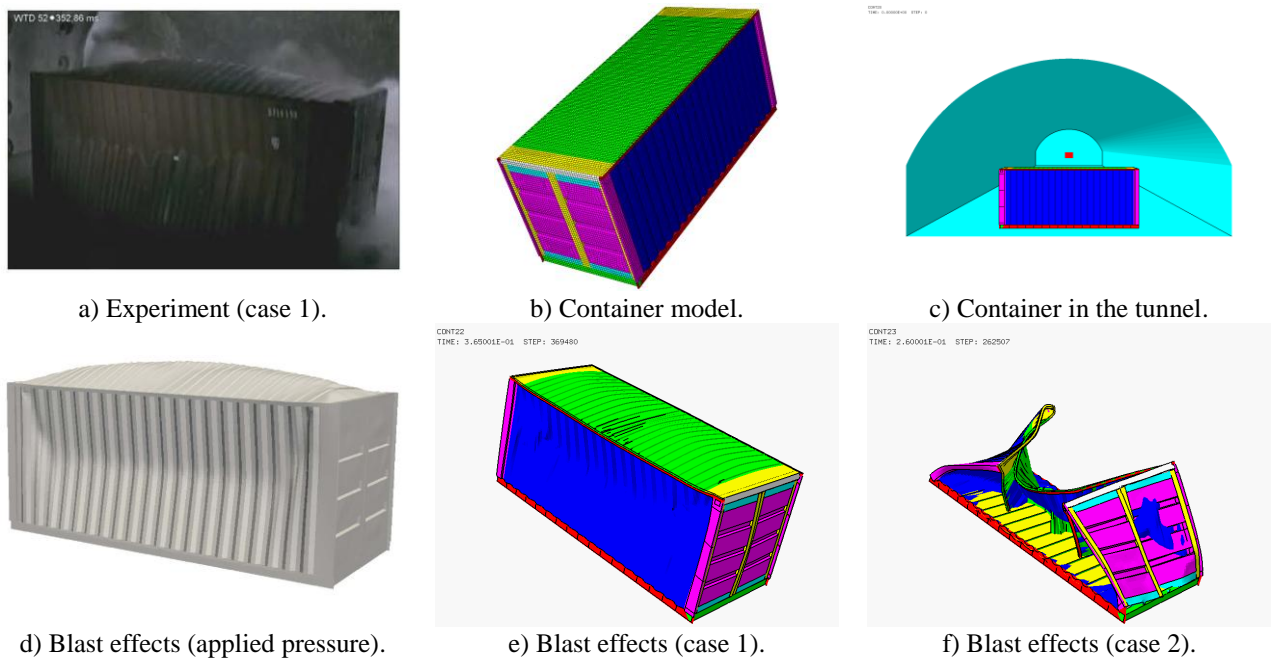 WTD 52 • 352,86 ms
a) Experiment (case 1).
b) Container model.
c) Container in the tunnel.
CONT22
TIME: 3.65001E-01 STEP: 369480
CONT23
TIME: 2.60001E-01 STEP: 262507
d) Blast effects (applied pressure).
e) Blast effects (case 1).
f) Blast effects (case 2).